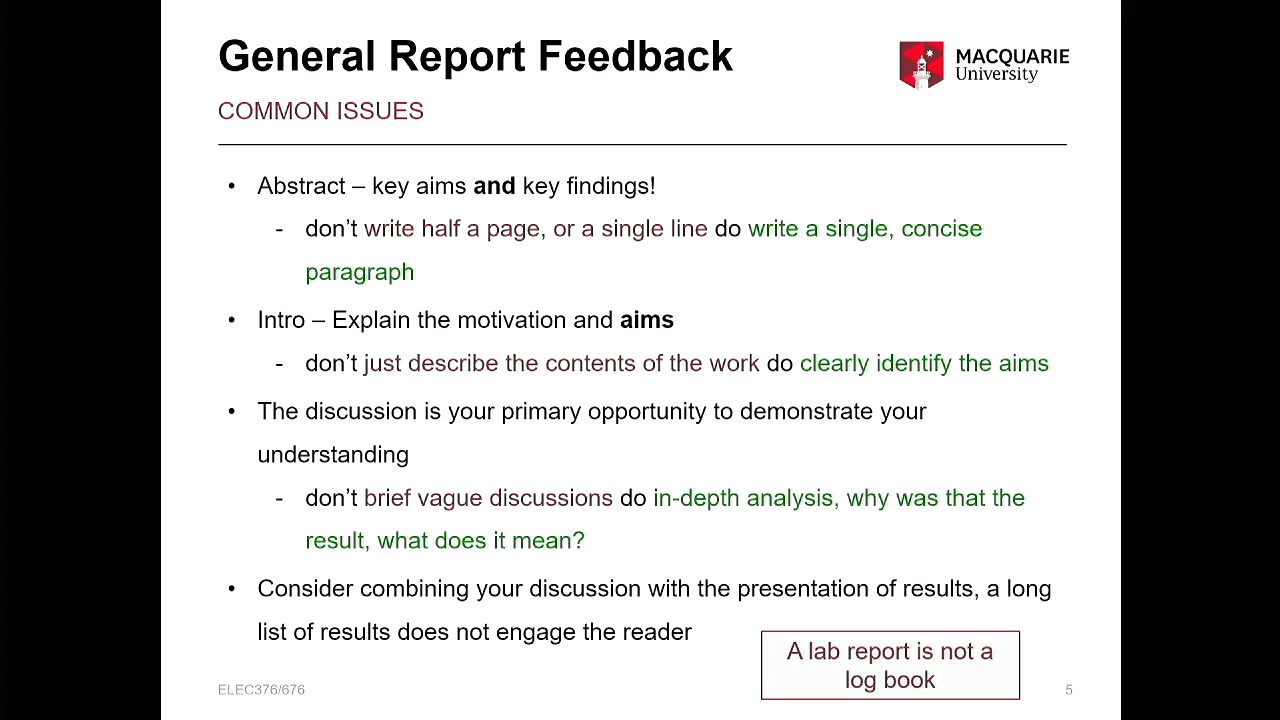 General Report Feedback
MACQUARIE
University
COMMON ISSUES
• Abstract – key aims and key findings!
- don’t write half a page, or a single line do write a single, concise
paragraph
• Intro – Explain the motivation and aims
- don’t just describe the contents of the work do clearly identify the aims
• The discussion is your primary opportunity to demonstrate your
understanding
- don’t brief vague discussions do in-depth analysis, why was that the
result, what does it mean?
• Consider combining your discussion with the presentation of results, a long
list of results does not engage the reader
A lab report is not a
log book
ELEC376/676
5